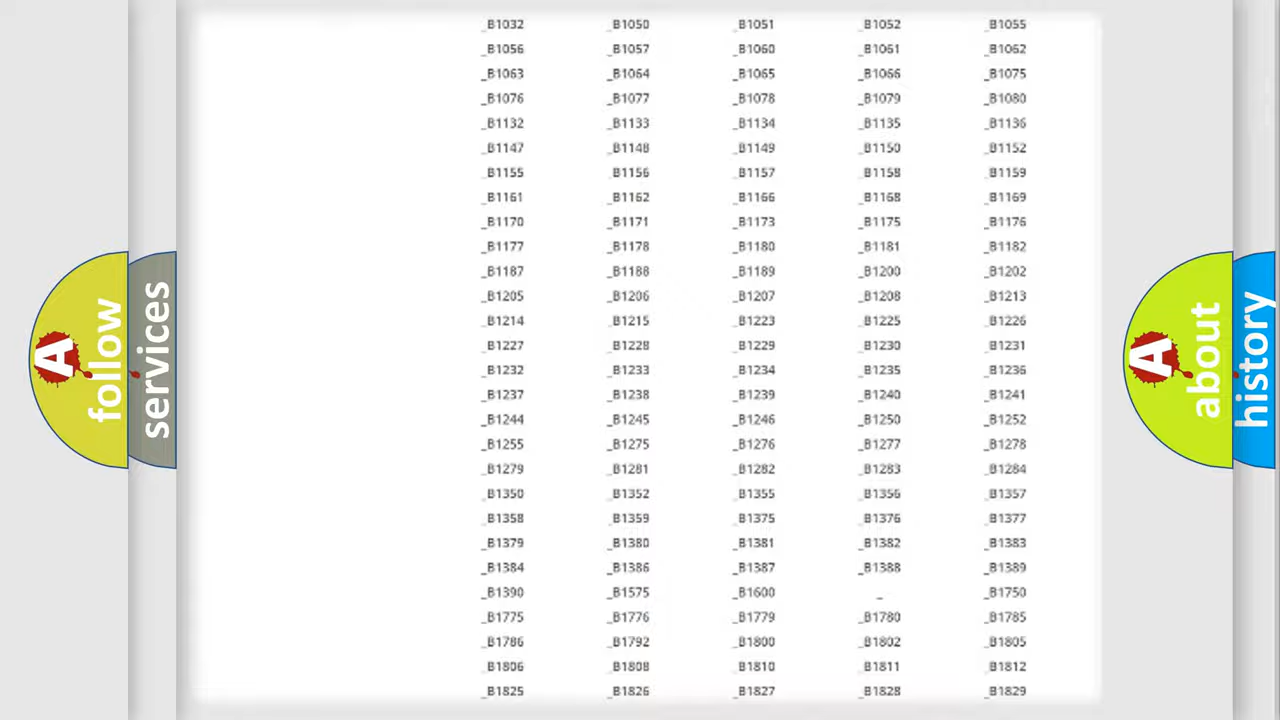 _B1032 _B1050 _B1051 _B1052 _B1055
_B1056 _B1057 _B1060 _B1061 _B1062
_B1063 _B1064 _B1065 _B1066 _B1075
_B1076 _B1077 _B1078 _B1079 _B1080
_B1132 _B1133 _B1134 _B1135 _B1136
_B1147 _B1148 _B1149 _B1150 _B1152
_B1155 _B1156 _B1157 _B1158 _B1159
_B1161 _B1162 _B1166 _B1168 _B1169
_B1170 _B1171 _B1173 _B1175 _B1176
_B1177 _B1178 _B1180 _B1181 _B1182
_B1187 _B1188 _B1189 _B1200 _B1202
_B1205 _B1206 _B1207 _B1208 _B1213
_B1214 _B1215 _B1223 _B1225 _B1226
_B1227 _B1228 _B1229 _B1230 _B1231
_B1232 _B1233 _B1234 _B1235 _B1236
_B1237 _B1238 _B1239 _B1240 _B1241
_B1244 _B1245 _B1246 _B1250 _B1252
_B1255 _B1275 _B1276 _B1277 _B1278
_B1279 _B1281 _B1282 _B1283 _B1284
_B1350 _B1352 _B1355 _B1356 _B1357
_B1358 _B1359 _B1375 _B1376 _B1377
_B1379 _B1380 _B1381 _B1382 _B1383
_B1384 _B1386 _B1387 _B1388 _B1389
_B1390 _B1575 _B1600 _ _B1750
_B1775 _B1776 _B1779 _B1780 _B1785
_B1786 _B1792 _B1800 _B1802 _B1805
_B1806 _B1808 _B1810 _B1811 _B1812
_B1825 _B1826 _B1827 _B1828 _B1829
A
follow
services
A
about
history